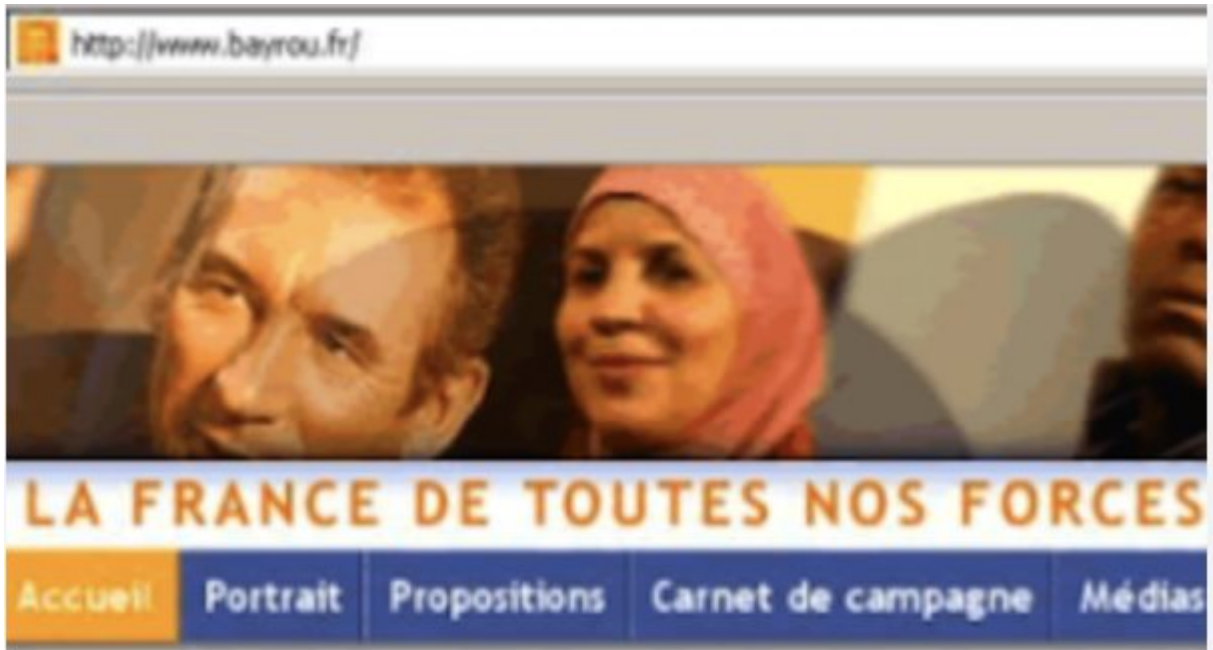 http://www.bayrou.fr/
LA FRANCE DE TOUTES NOS FORCES
Accueil Portrait Propositions Carnet de campagne Médias